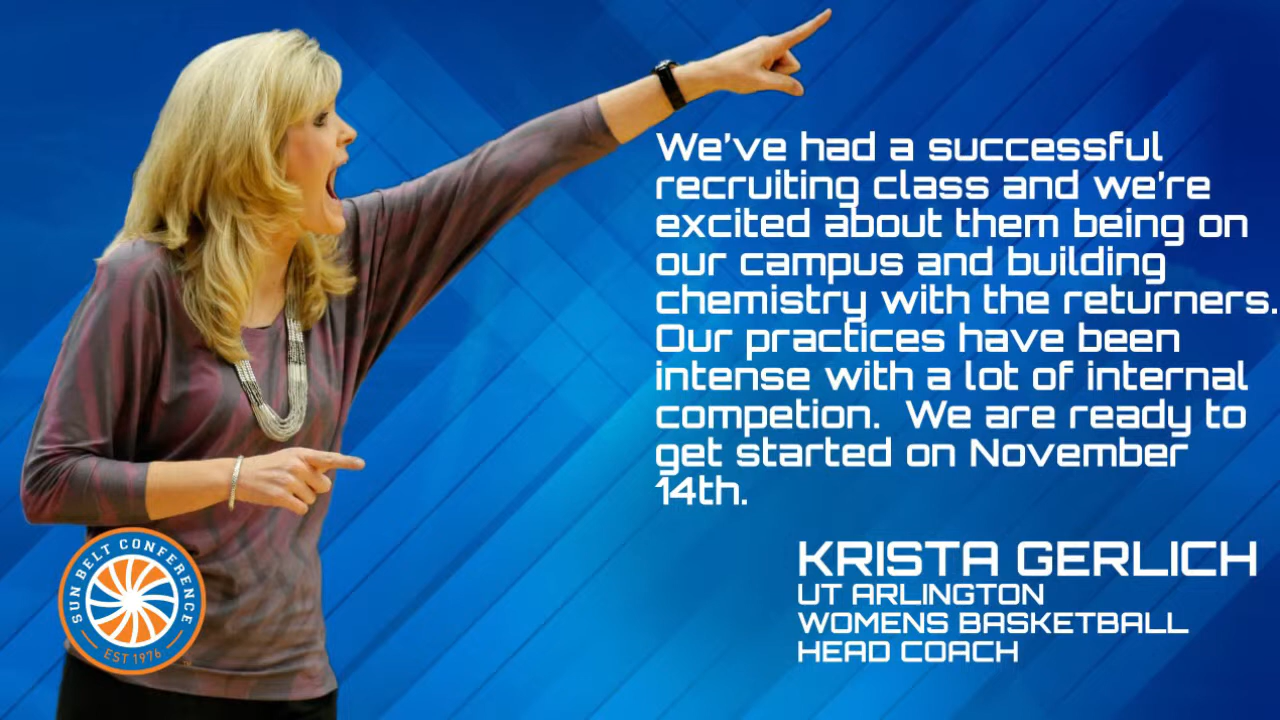 We've had a successful
recruiting class and we're
excited about them being on
our campus and building
chemistry with the returners.
Our practices have been
intense with a lot of internal
competion.  We are ready to
get started on November
14th.
KRISTA GERLICH
UT ARLINGTON
WOMENS BASKETBALL
HEAD COACH
SUN BELT CONFERENCE
EST 1976